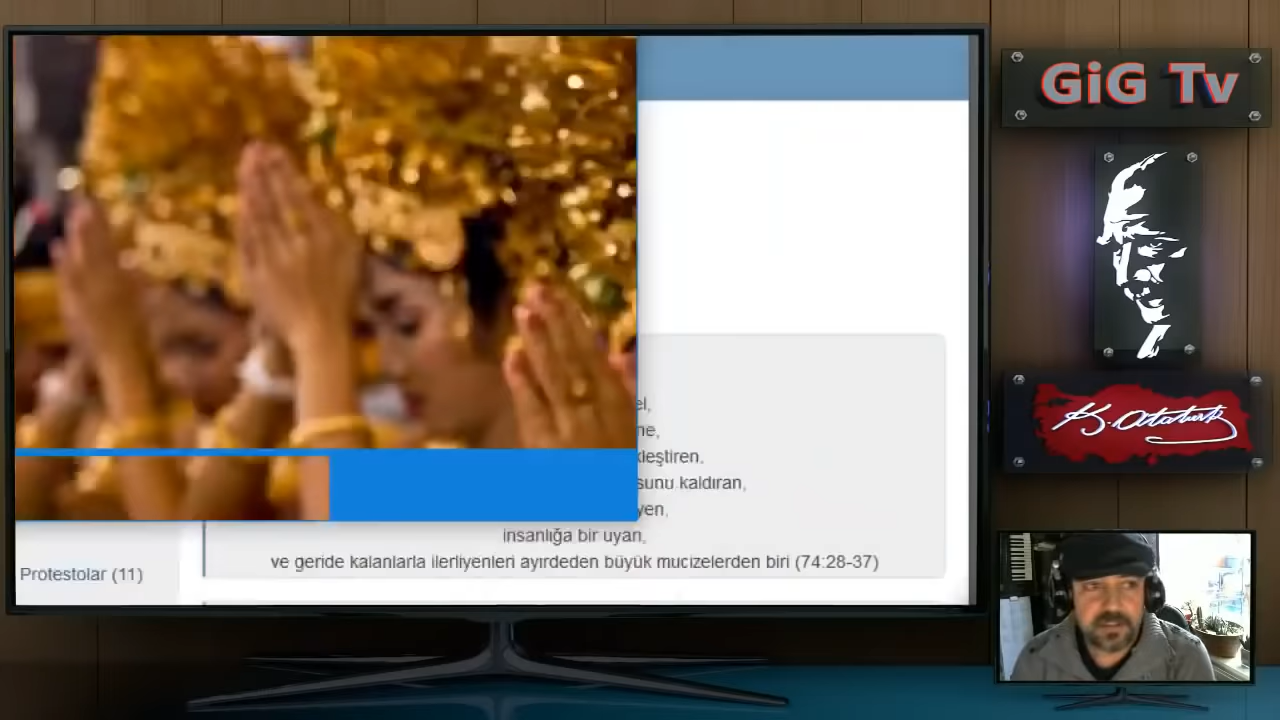 GiG Tv
K. Atatürk
el,
ne,
kleştiren,
sunu kaldıran,
yen,
insanlığa bir uyarı,
ve geride kalanlarla ilerliyenleri ayırdeden büyük mucizelerden biri (74:28-37)
Protestolar (11)